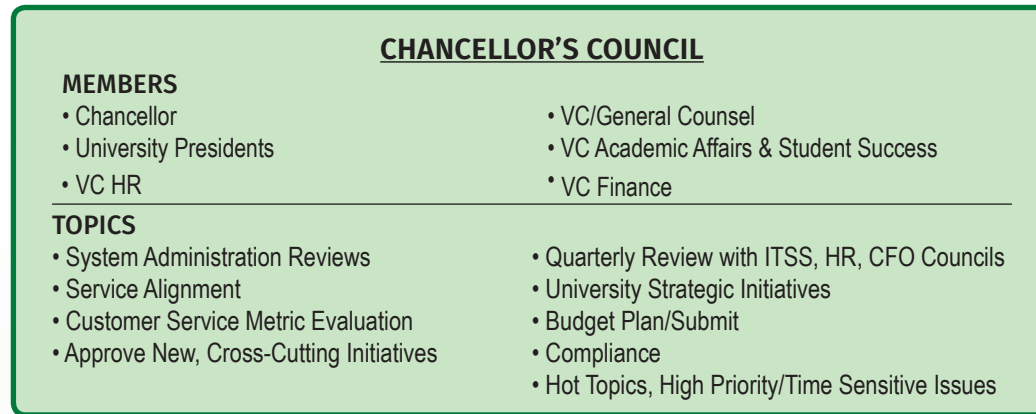 CHANCELLOR’S COUNCIL
MEMBERS
• Chancellor
• University Presidents
• VC HR
• VC/General Counsel
• VC Academic Affairs & Student Success
• VC Finance
TOPICS
• System Administration Reviews
• Service Alignment
• Customer Service Metric Evaluation
• Approve New, Cross-Cutting Initiatives
• Quarterly Review with ITSS, HR, CFO Councils
• University Strategic Initiatives
• Budget Plan/Submit
• Compliance
• Hot Topics, High Priority/Time Sensitive Issues